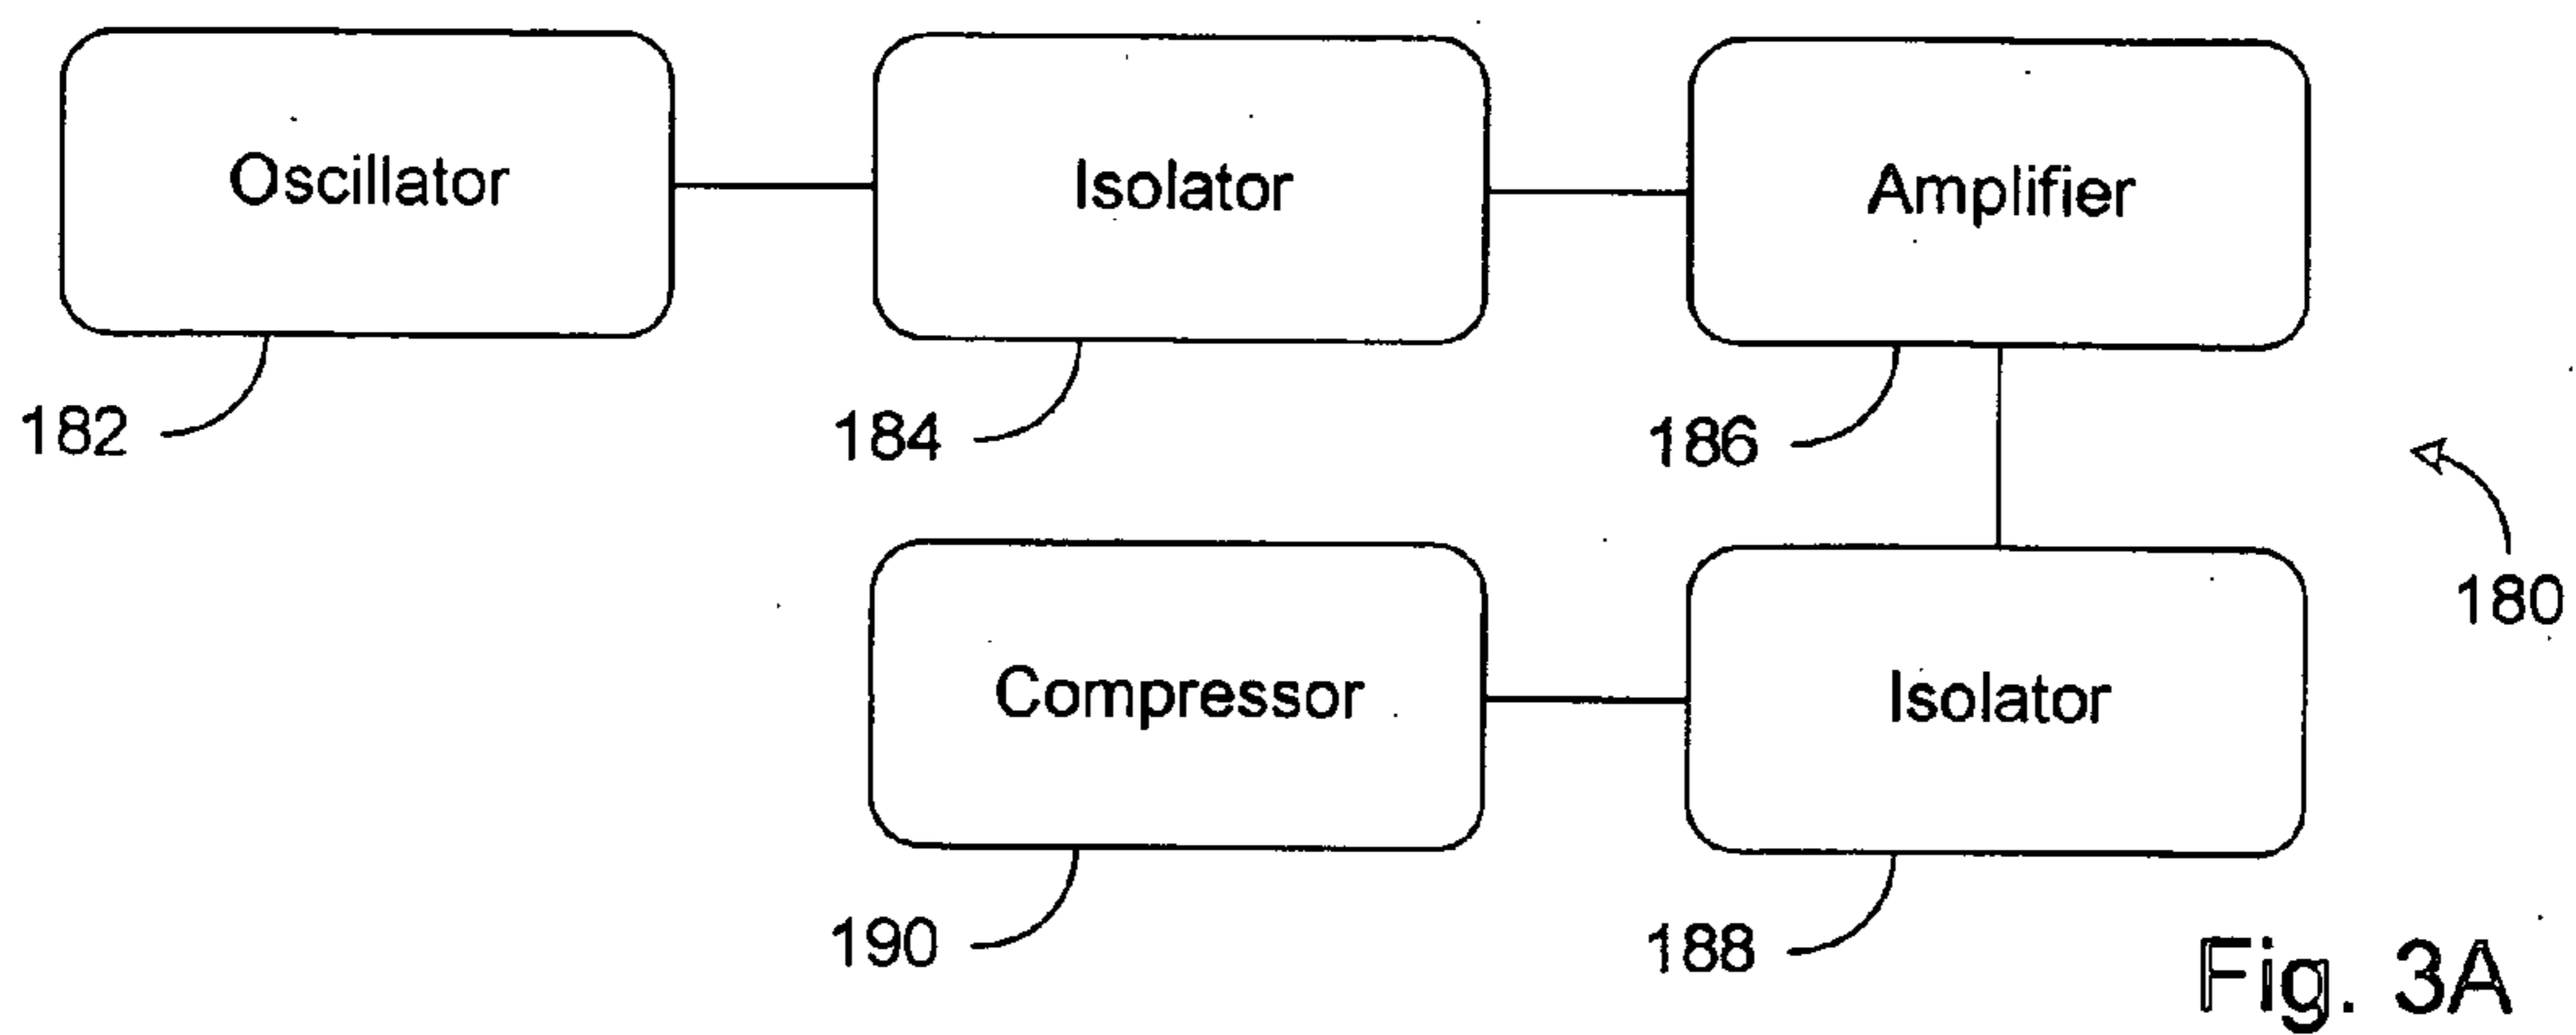 Oscillator
Isolator
Amplifier
182
184
186
180
Compressor
Isolator
190
188
Fig. 3A